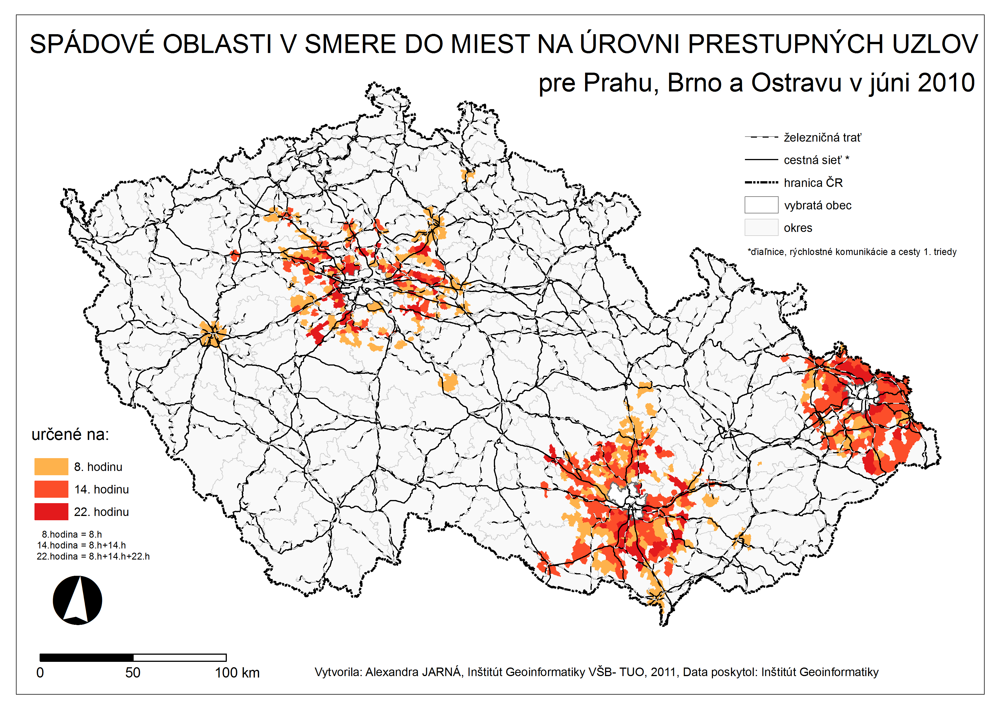 SPÁDOVÉ OBLASTI V SMERE DO MIEST NA ÚROVNI PRESTUPNÝCH UZLOV
pre Prahu, Brno a Ostravu v júni 2010
železničná trať
cestná sieť *
hranica ČR
vybratá obec
okres
*ďiaľnice, rýchlostné komunikácie a cesty 1. triedy
určené na:
8. hodinu
14. hodinu
22. hodinu
8.hodina = 8.h
14.hodina = 8.h+14.h
22.hodina = 8.h+14.h+22.h
0 50 100 km
Vytvorila: Alexandra JARNÁ, Inštitút Geoinformatiky VŠB- TUO, 2011, Data poskytol: Inštitút Geoinformatiky